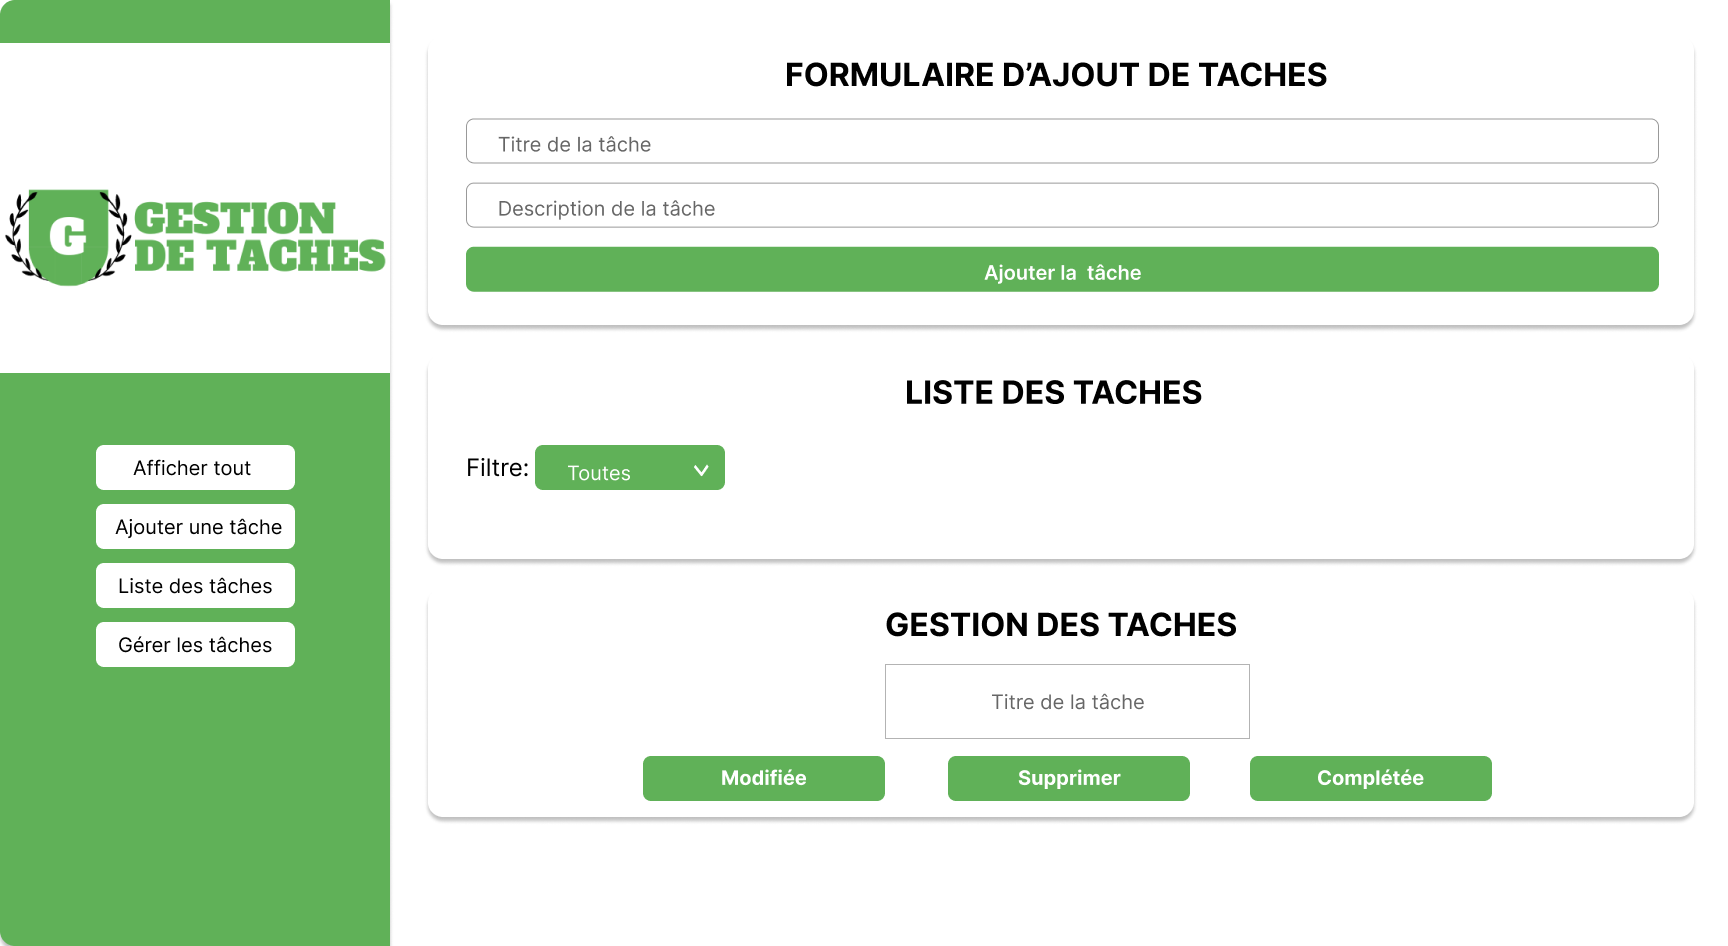 G
GESTION
DE TACHES
Afficher tout
Ajouter une tâche
Liste des tâches
Gérer les tâches
FORMULAIRE D’AJOUT DE TACHES
Titre de la tâche
Description de la tâche
Ajouter la  tâche
LISTE DES TACHES
Filtre: Toutes
GESTION DES TACHES
Titre de la tâche
Modifiée Supprimer Complétée